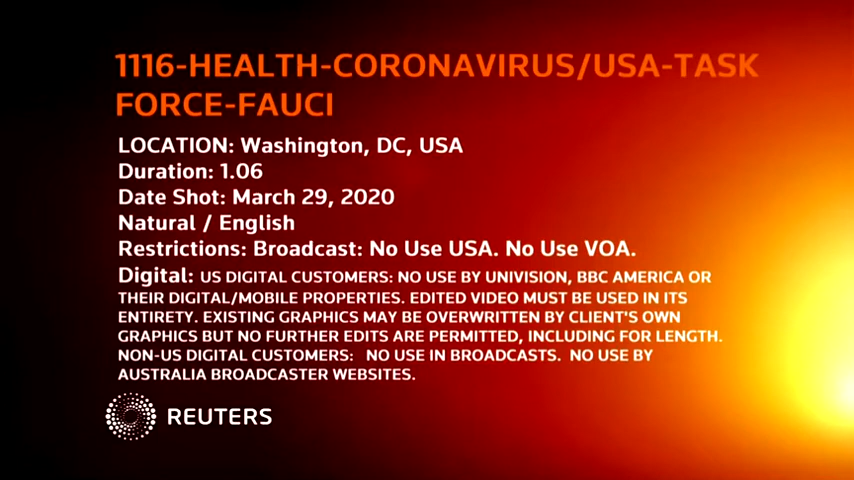 1116-HEALTH-CORONAVIRUS/USA-TASK
FORCE-FAUCI
LOCATION: Washington, DC, USA
Duration: 1.06
Date Shot: March 29, 2020
Natural / English
Restrictions: Broadcast: No Use USA. No Use VOA.
Digital: US DIGITAL CUSTOMERS: NO USE BY UNIVISION, BBC AMERICA OR
THEIR DIGITAL/MOBILE PROPERTIES. EDITED VIDEO MUST BE USED IN ITS
ENTIRETY. EXISTING GRAPHICS MAY BE OVERWRITTEN BY CLIENT'S OWN
GRAPHICS BUT NO FURTHER EDITS ARE PERMITTED, INCLUDING FOR LENGTH.
NON-US DIGITAL CUSTOMERS: NO USE IN BROADCASTS. NO USE BY
AUSTRALIA BROADCASTER WEBSITES.
REUTERS